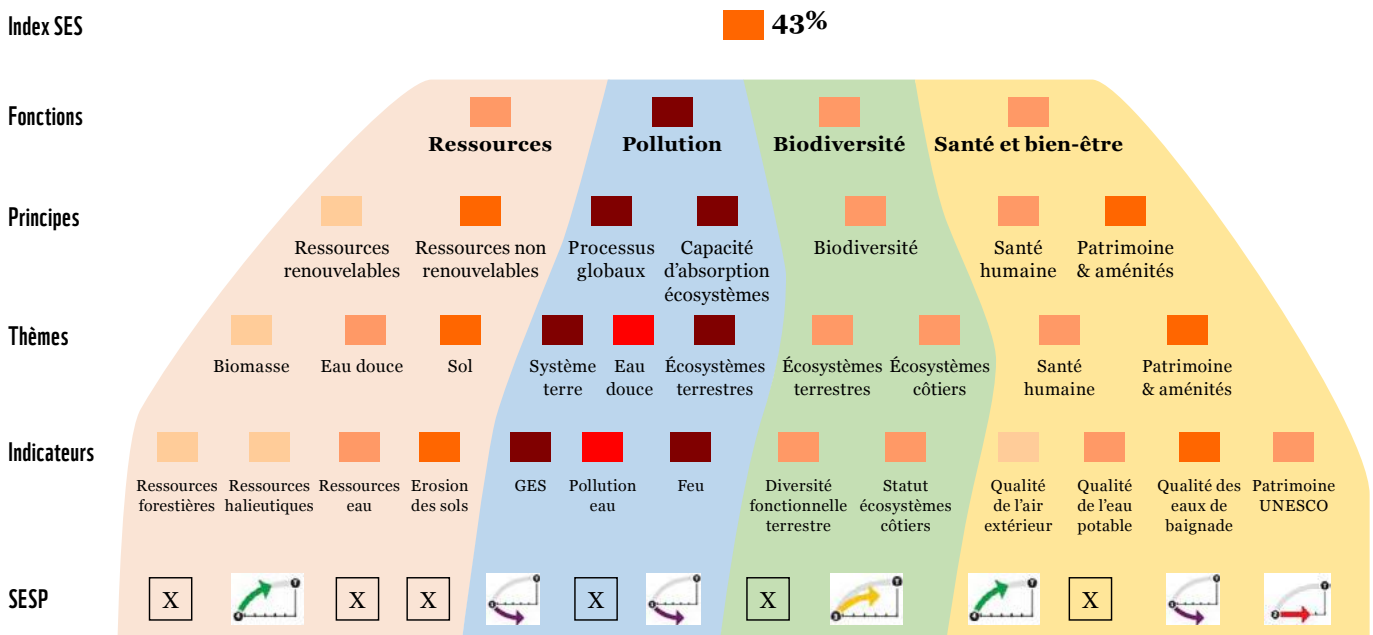 Index SES
43%
Fonctions
Ressources
Pollution
Biodiversité
Santé et bien-être
Principes
Ressources
renouvelables
Ressources non
renouvelables
Processus
globaux
Capacité
d'absorption
écosystèmes
Biodiversité
Santé
humaine
Patrimoine
& aménités
Thèmes
Biomasse
Eau douce
Sol
Système
terre
Eau
douce
Écosystèmes
terrestres
Écosystèmes
terrestres
Écosystèmes
côtiers
Santé
humaine
Patrimoine
& aménités
Indicateurs
Ressources
forestières
Ressources
halieutiques
Ressources
eau
Erosion
des sols
GES
Pollution
eau
Feu
Diversité
fonctionnelle
terrestre
Statut
écosystèmes
côtiers
Qualité
de l'air
extérieur
Qualité
de l'eau
potable
Qualité des
eaux de
baignade
Patrimoine
UNESCO
SESP
X
X
X
X
X
X